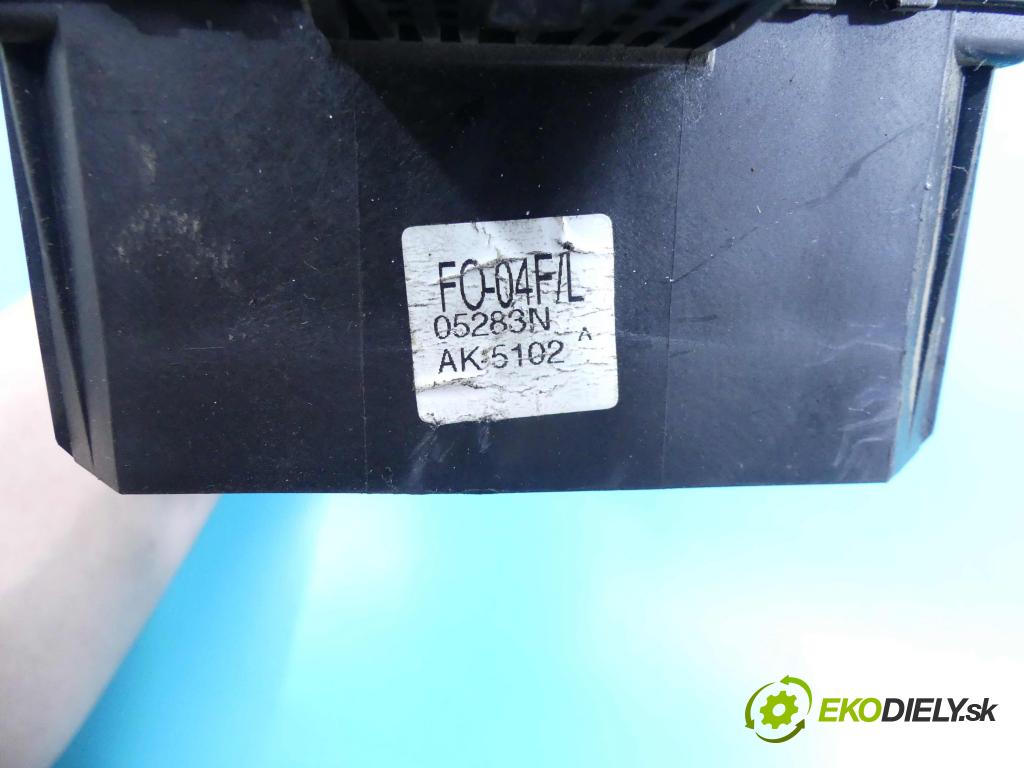 FO-04F/L
05283N
AK-5102 A
EKODIELY.sk